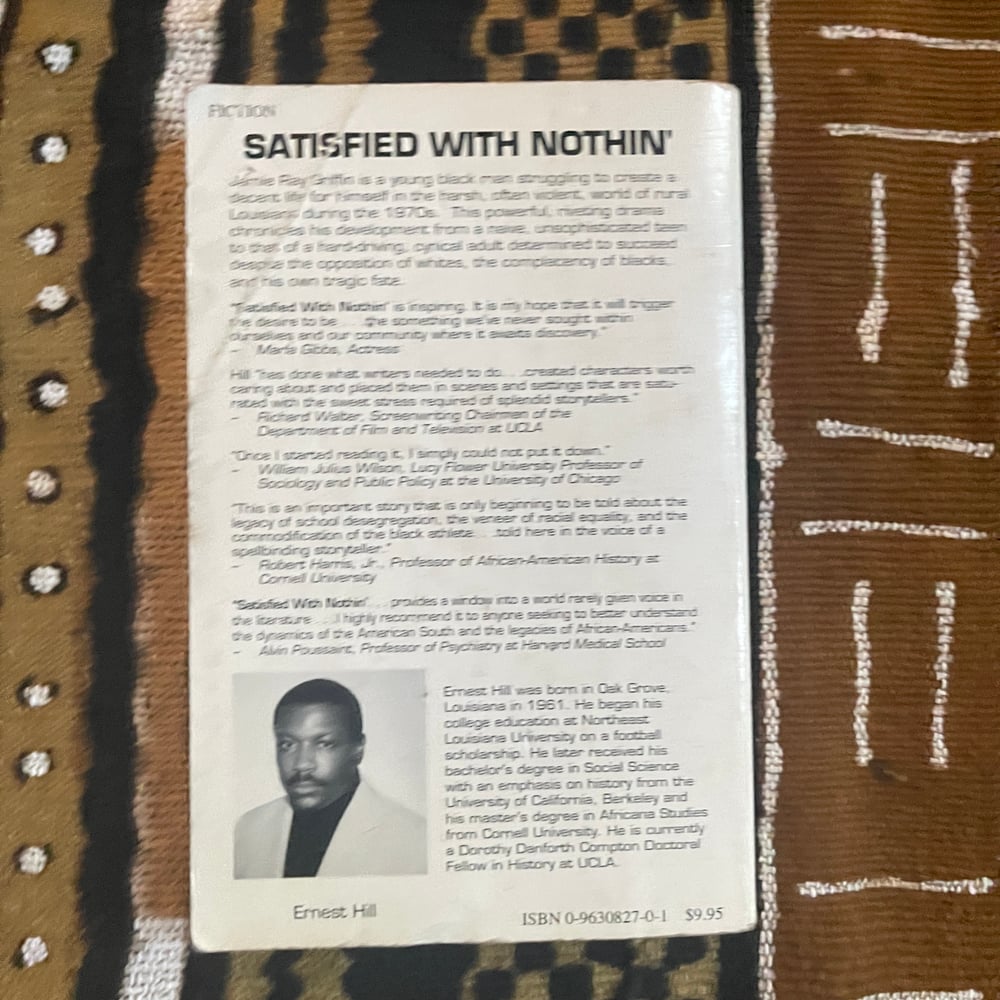 FICTION
SATISFIED WITH NOTHIN'
Jamie Ray Griffin is a young black man struggling to create a
decent life for himself in the harsh, often violent, world of rural
Louisiana during the 1970s. This powerful, riveting drama
chronicles his development from a naive, unsophisticated teen
to that of a hard-driving, cynical adult determined to succeed
despite the opposition of whites, the complacency of blacks,
and his own tragic fate.
"Satisfied With Nothin' is inspiring. It is my hope that it will trigger
the desire to be . . . the something we've never sought within
ourselves and our community where it awaits discovery."
– Marla Gibbs, Actress
Hill "has done what writers needed to do. . .created characters worth
caring about and placed them in scenes and settings that are satu-
rated with the sweet stress required of splendid storytellers."
– Richard Walter, Screenwriting Chairman of the
Department of Film and Television at UCLA
"Once I started reading it, I simply could not put it down."
– William Julius Wilson, Lucy Flower University Professor of
Sociology and Public Policy at the University of Chicago
"This is an important story that is only beginning to be told about the
legacy of school desegregation, the veneer of racial equality, and the
commodification of the black athlete. . .told here in the voice of a
spellbinding storyteller."
– Robert Harris, Jr., Professor of African-American History at
Cornell University
"Satisfied With Nothin'. . . provides a window into a world rarely given voice in
the literature . . .I highly recommend it to anyone seeking to better understand
the dynamics of the American South and the legacies of African-Americans."
– Alvin Poussaint, Professor of Psychiatry at Harvard Medical School
Ernest Hill was born in Oak Grove,
Louisiana in 1961. He began his
college education at Northeast
Louisiana University on a football
scholarship. He later received his
bachelor's degree in Social Science
with an emphasis on history from the
University of California, Berkeley and
his master's degree in Africana Studies
from Cornell University. He is currently
a Dorothy Danforth Compton Doctoral
Fellow in History at UCLA.
Ernest Hill
ISBN 0-9630827-0-1 $9.95